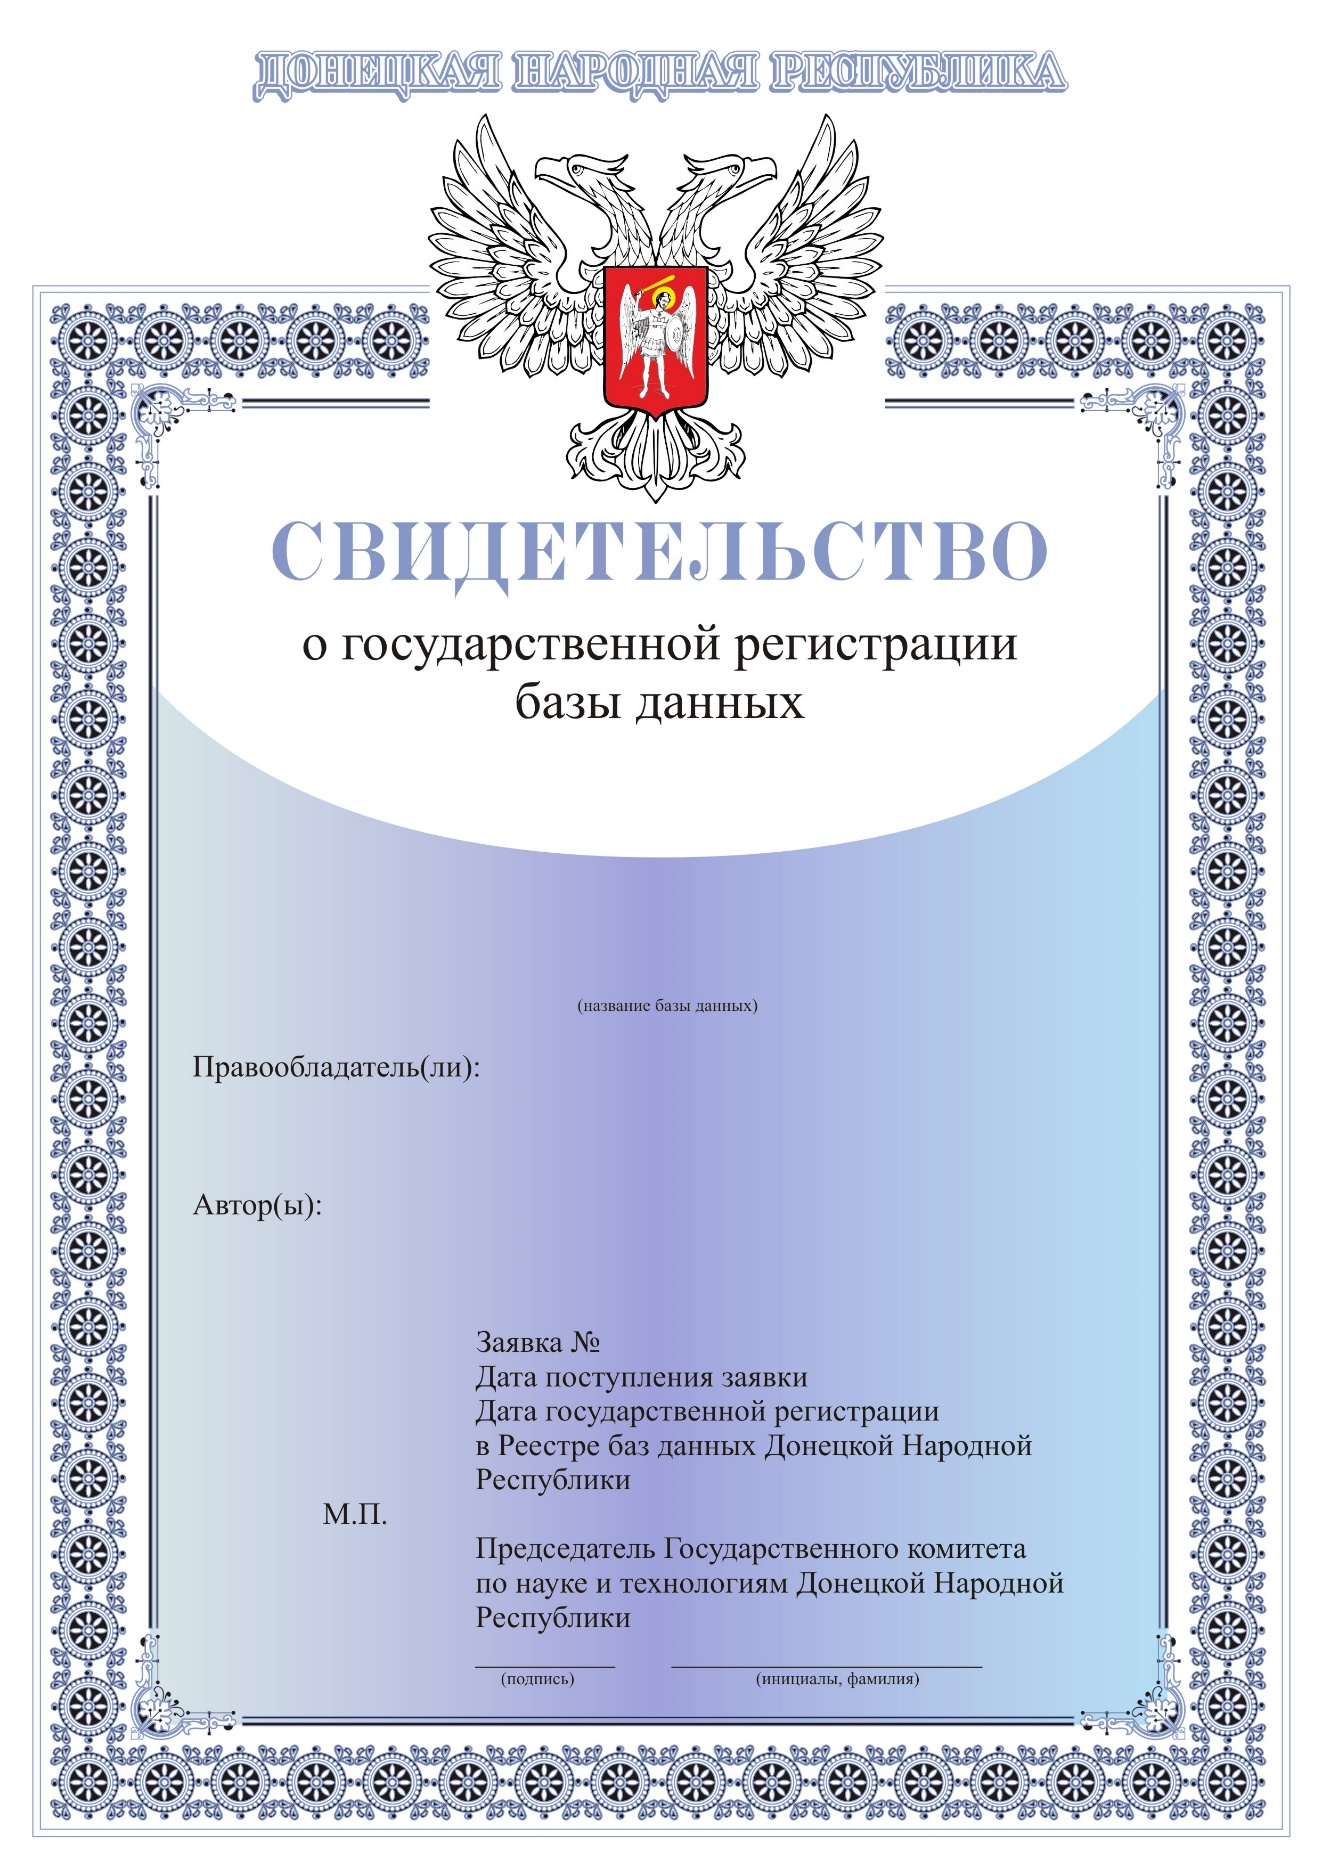 ДОНЕЦКАЯ НАРОДНАЯ РЕСПУБЛИКА
СВИДЕТЕЛЬСТВО
о государственной регистрации
базы данных
(название базы данных)
Правообладатель(ли):
Автор(ы):
Заявка №
Дата поступления заявки
Дата государственной регистрации
в Реестре баз данных Донецкой Народной
Республики
М.П.
Председатель Государственного комитета
по науке и технологиям Донецкой Народной
Республики
(подпись) (инициалы, фамилия)